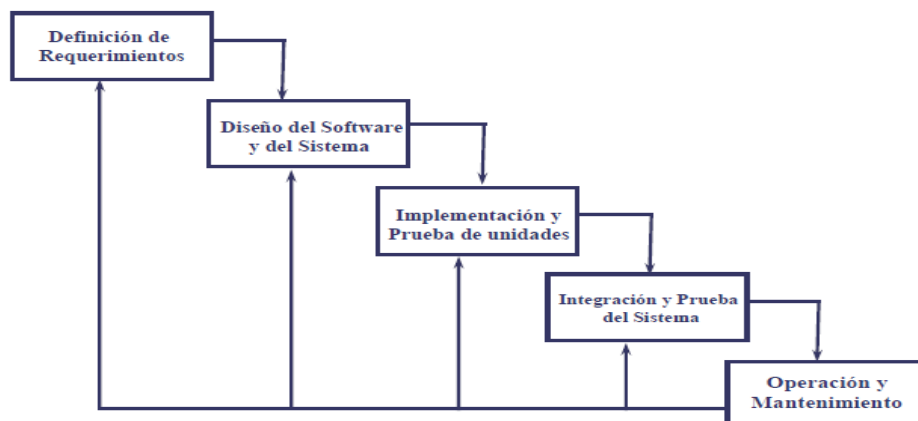 Definición de
Requerimientos
Diseño del Software
y del Sistema
Implementación y
Prueba de unidades
Integración y Prueba
del Sistema
Operación y
Mantenimiento